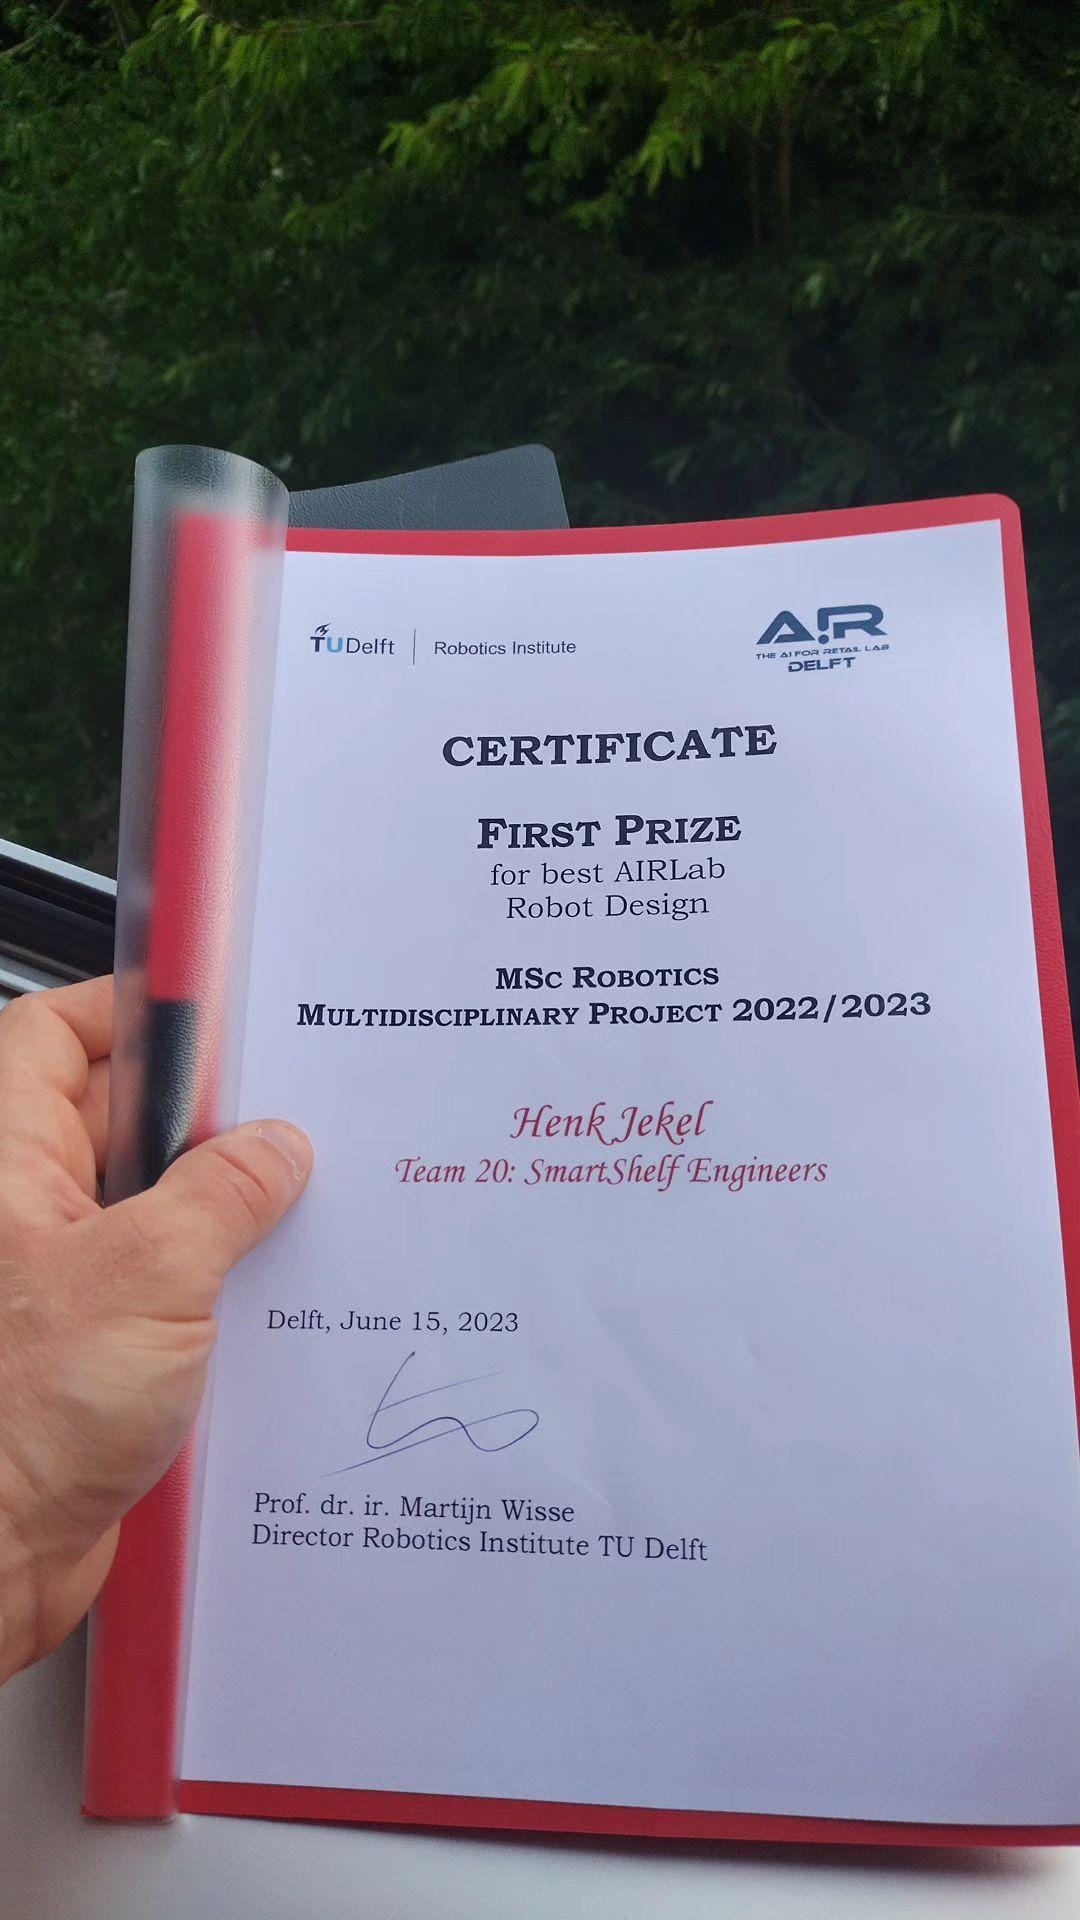 TUDelft | Robotics Institute
A!R
THE AI FOR RETAIL LAB
DELFT
CERTIFICATE
FIRST PRIZE
for best AIRLab
Robot Design
MSC ROBOTICS
MULTIDISCIPLINARY PROJECT 2022/2023
Henk Jekel
Team 20: SmartShelf Engineers
Delft, June 15, 2023
Prof. dr. ir. Martijn Wisse
Director Robotics Institute TU Delft